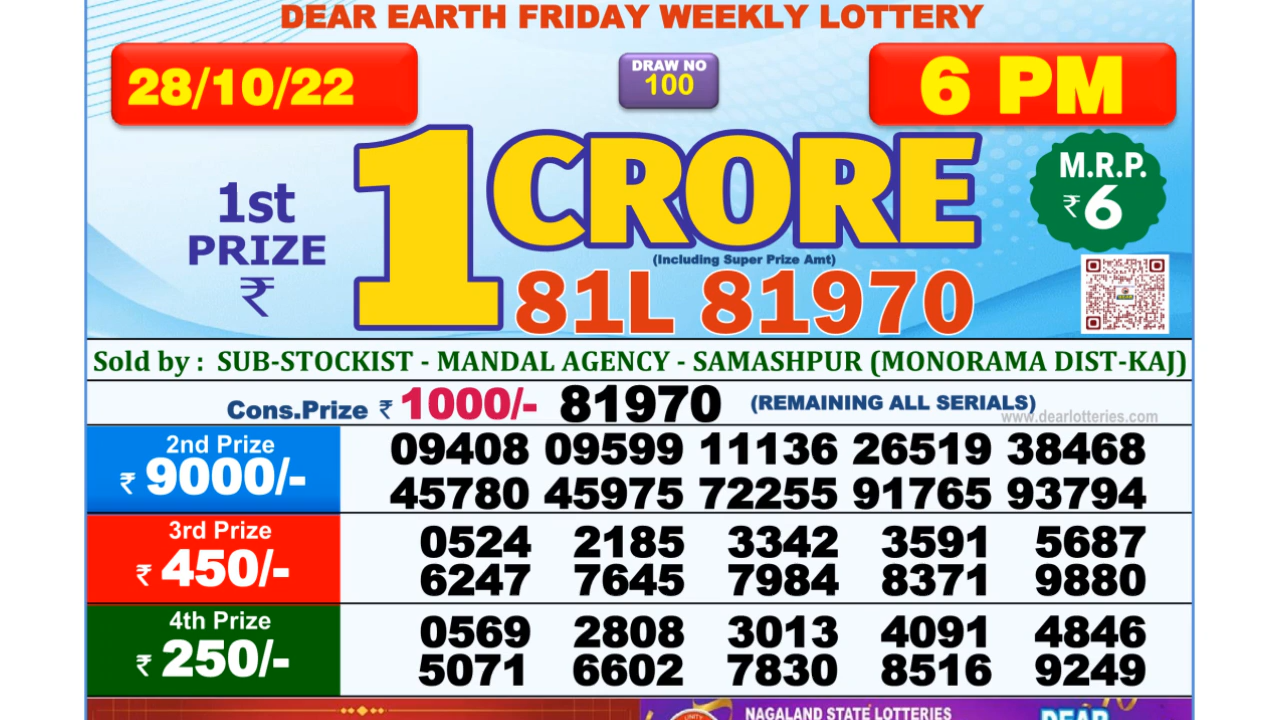 DEAR EARTH FRIDAY WEEKLY LOTTERY
28/10/22
DRAW NO
100
6 PM
1st
PRIZE
₹
1 CRORE
(Including Super Prize Amt)
M.R.P.
₹6
81L 81970
Sold by : SUB-STOCKIST - MANDAL AGENCY - SAMASHPUR (MONORAMA DIST-KAJ)
Cons.Prize ₹ 1000/- 81970 (REMAINING ALL SERIALS)
www.dearlotteries.com
2nd Prize
₹ 9000/-
09408 09599 11136 26519 38468
45780 45975 72255 91765 93794
3rd Prize
₹ 450/-
0524 2185 3342 3591 5687
6247 7645 7984 8371 9880
4th Prize
₹ 250/-
0569 2808 3013 4091 4846
5071 6602 7830 8516 9249
NAGALAND STATE LOTTERIES
DEAR